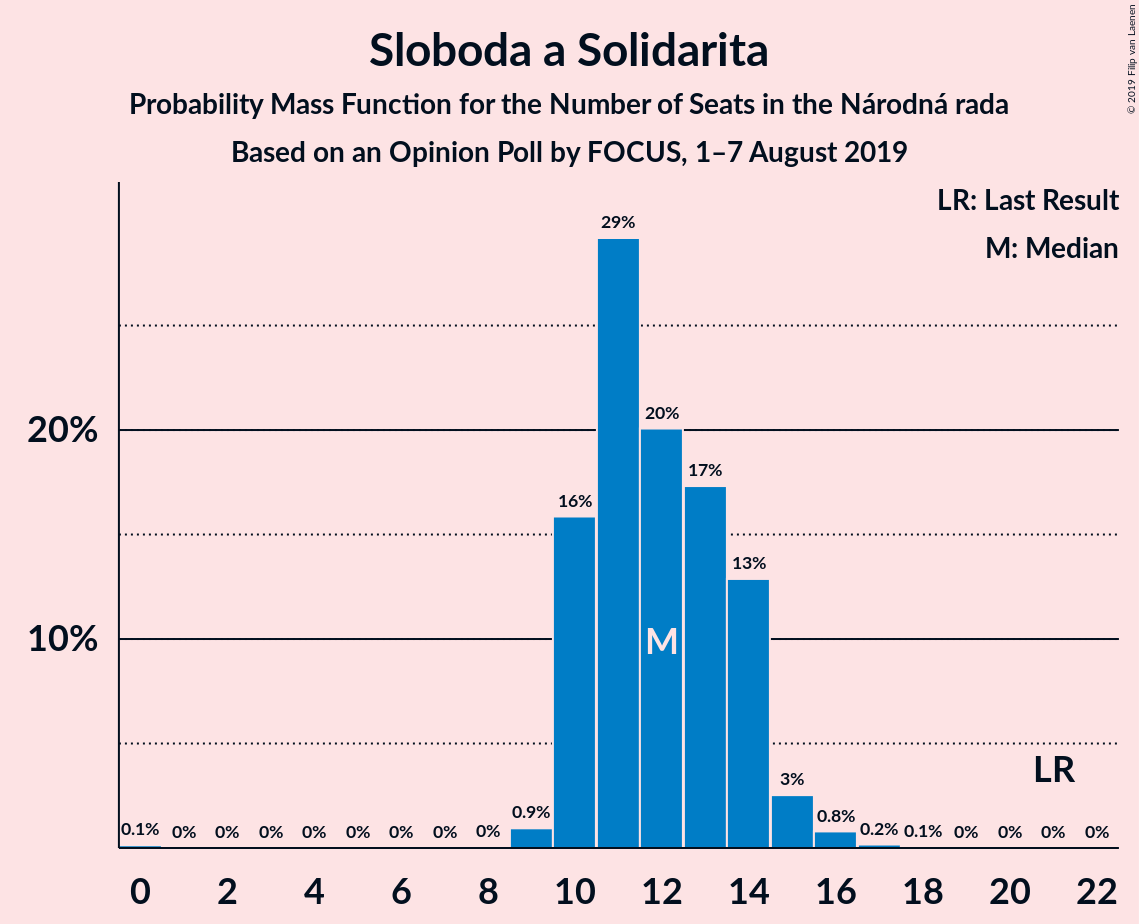 Sloboda a Solidarita
Probability Mass Function for the Number of Seats in the Národná rada
Based on an Opinion Poll by FOCUS, 1–7 August 2019
© 2019 Filip van Laenen
LR: Last Result
M: Median
29%
20%
20%
17%
16%
13%
10%
M
LR
3%
0.9%
0.8%
0.1% 0% 0% 0% 0% 0% 0% 0% 0% 0.2% 0.1% 0% 0% 0% 0%
0 2 4 6 8 10 12 14 16 18 20 22